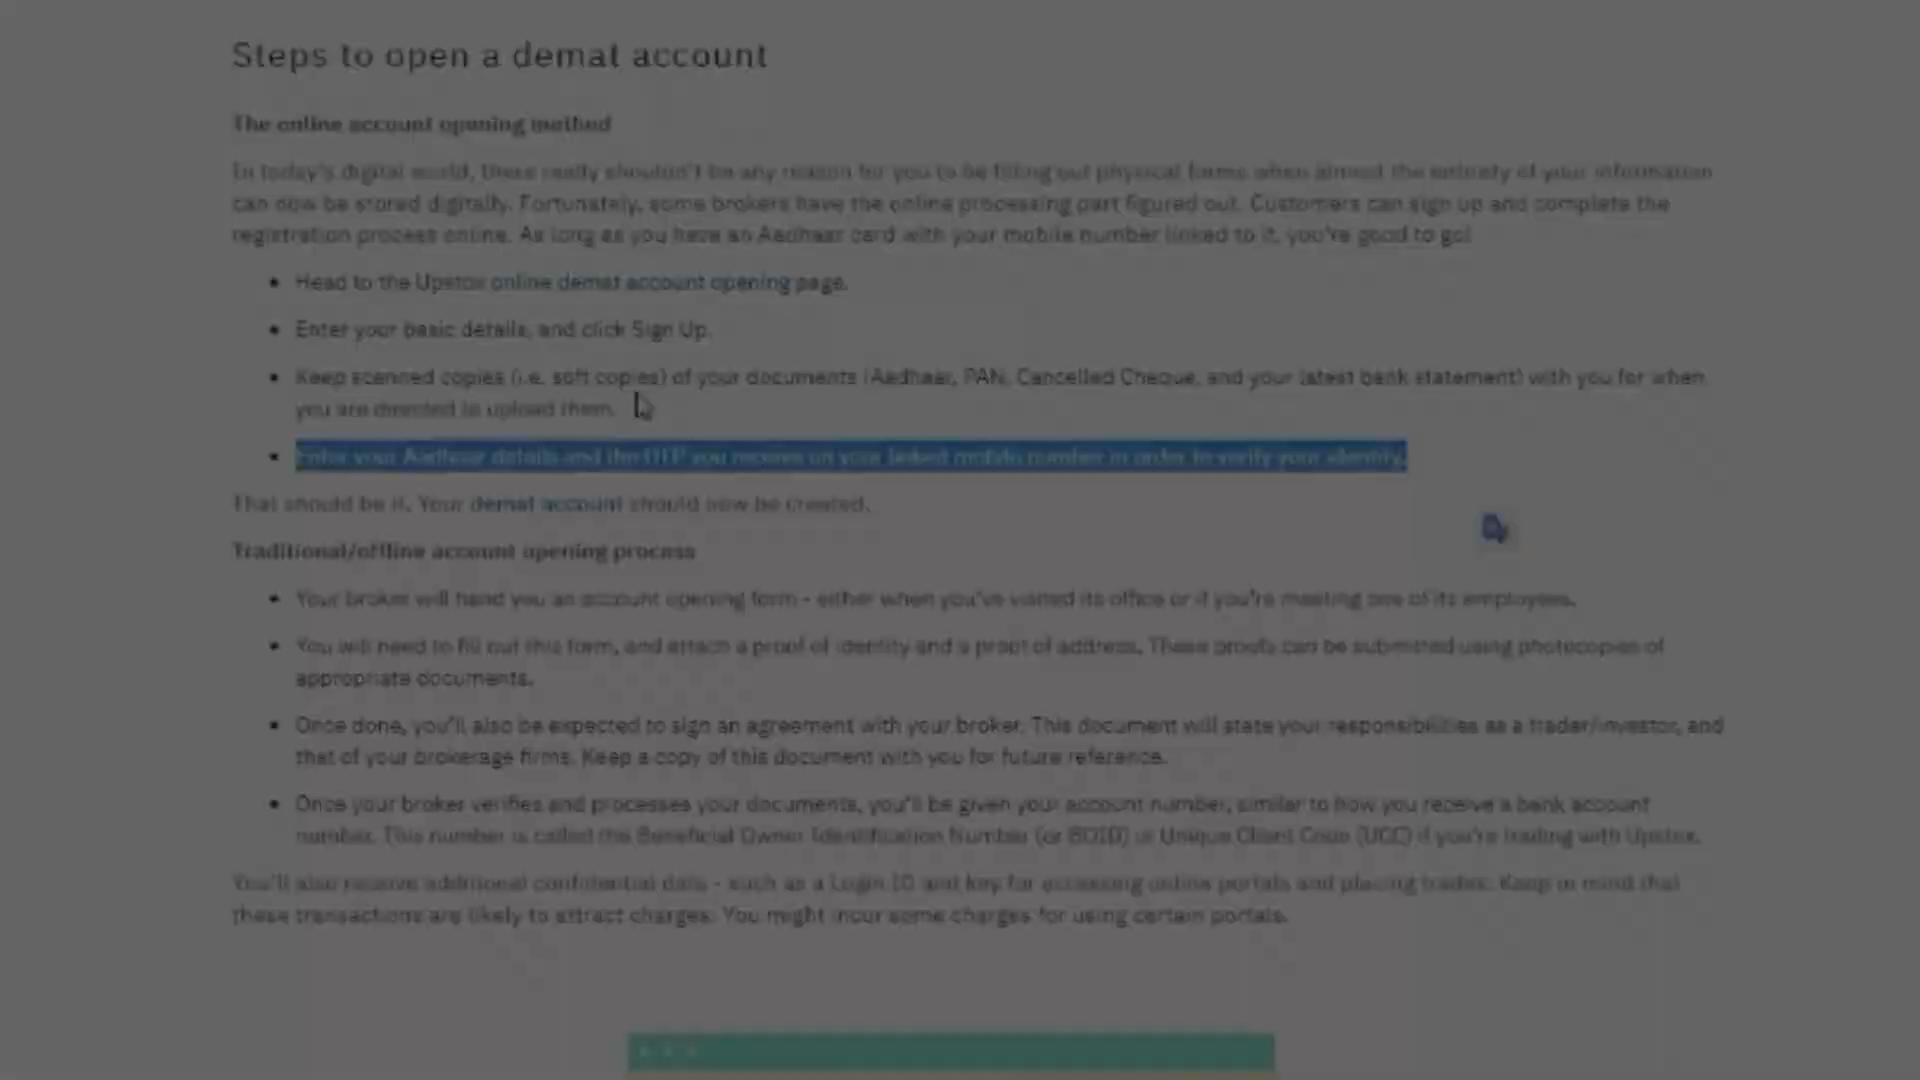 Steps to open a demat account
The online account opening method
In today's digital world, there really shouldn't be any reason for you to be filling out physical forms when almost the entirety of your information
can now be stored digitally. Fortunately, some brokers have the online processing part figured out. Customers can sign up and complete the
registration process online. As long as you have an Aadhaar card with your mobile number linked to it, you're good to go!
• Head to the Upstox online demat account opening page.
• Enter your basic details, and click Sign Up.
• Keep scanned copies (i.e. soft copies) of your documents (Aadhaar, PAN, Cancelled Cheque, and your latest bank statement) with you for when
you are directed to upload them.
• Enter your Aadhaar details and the OTP you receive on your linked mobile number in order to verify your identity.
That should be it. Your demat account should now be created.
Traditional/offline account opening process
• Your broker will hand you an account opening form - either when you've visited its office or if you're meeting one of its employees.
• You will need to fill out this form, and attach a proof of identity and a proof of address. These proofs can be submitted using photocopies of
appropriate documents.
• Once done, you'll also be expected to sign an agreement with your broker. This document will state your responsibilities as a trader/investor, and
that of your brokerage firms. Keep a copy of this document with you for future reference.
• Once your broker verifies and processes your documents, you'll be given your account number, similar to how you receive a bank account
number. This number is called the Beneficial Owner Identification Number (or BOID) or Unique Client Code (UCC) if you're trading with Upstox.
You'll also receive additional confidential data - such as a Login ID and key for accessing online portals and placing trades. Keep in mind that
these transactions are likely to attract charges. You might incur some charges for using certain portals.